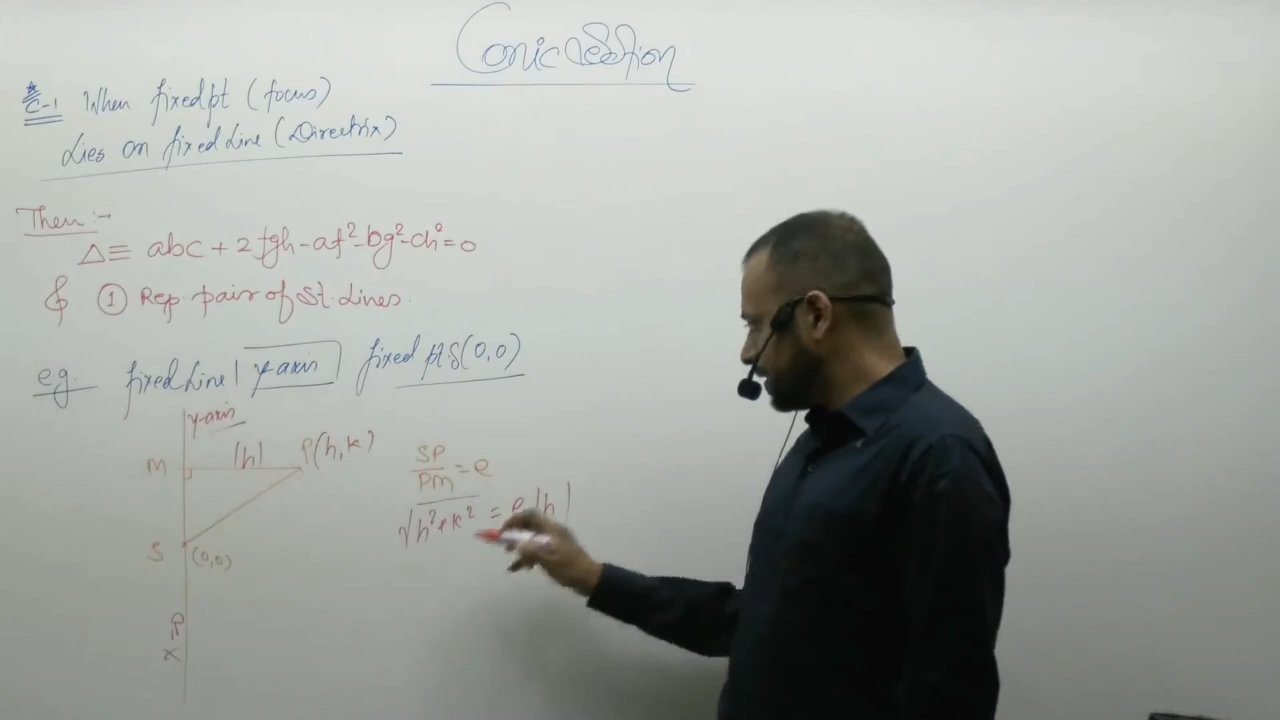 Conic Section
C-1 When fixed pt (focus)
Lies on fixed Line (Directrix)
Then :-
Δ ≡ abc + 2fgh - af² - bg² - ch² = 0
& ① Rep. pair of St. Lines.
eg. fixed Line | y-axis | fixed pt S(0,0)
y-axis
M |h| P(h,k)
SP/PM = e
√h²+k² = e|h|
S (0,0)
P
x